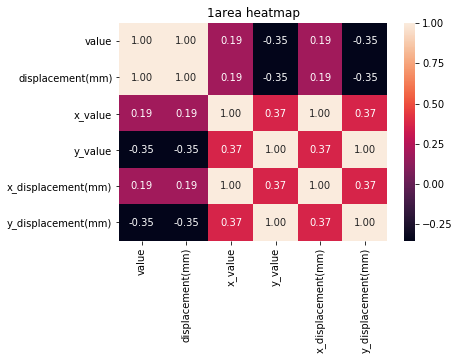 1area heatmap
value 1.00 1.00 0.19 -0.35 0.19 -0.35
displacement(mm) 1.00 1.00 0.19 -0.35 0.19 -0.35
x_value 0.19 0.19 1.00 0.37 1.00 0.37
y_value -0.35 -0.35 0.37 1.00 0.37 1.00
x_displacement(mm) 0.19 0.19 1.00 0.37 1.00 0.37
y_displacement(mm) -0.35 -0.35 0.37 1.00 0.37 1.00
value
displacement(mm)
x_value
y_value
x_displacement(mm)
y_displacement(mm)
1.00
0.75
0.50
0.25
0.00
−0.25